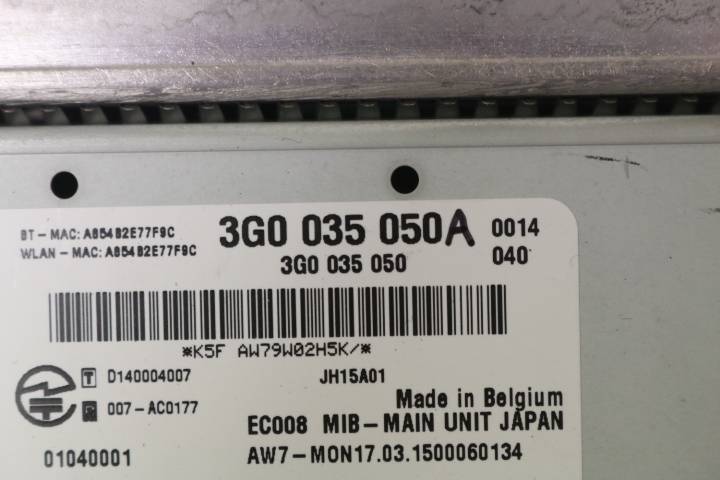 BT-MAC: A854B2E77F9C
WLAN-MAC: A854B2E77F9C
3G0 035 050A 0014
3G0 035 050 040
*K5F AW79W02H5K/*
T D140004007
JH15A01
R 007-AC0177
Made in Belgium
EC008 MIB-MAIN UNIT JAPAN
01040001
AW7-MON17.03.1500060134